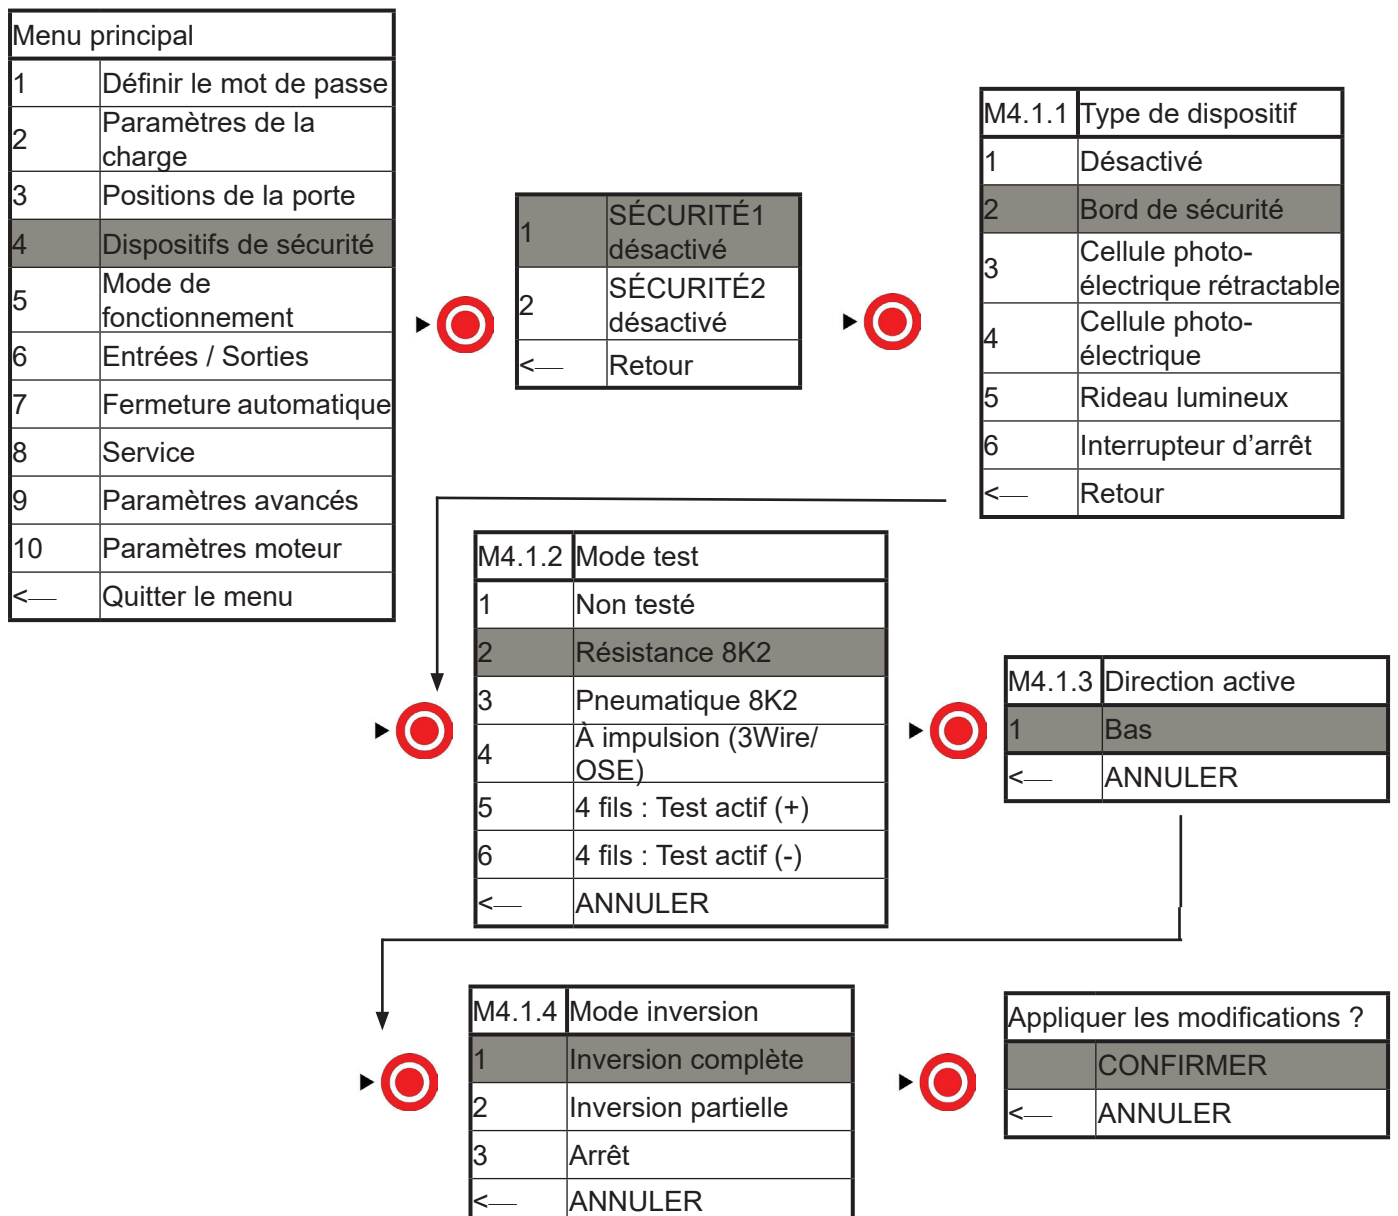 Menu principal
1 Définir le mot de passe
2 Paramètres de la
charge
3 Positions de la porte
4 Dispositifs de sécurité
5 Mode de
fonctionnement
6 Entrées / Sorties
7 Fermeture automatique
8 Service
9 Paramètres avancés
10 Paramètres moteur
<— Quitter le menu
1 SÉCURITÉ1
désactivé
2 SÉCURITÉ2
désactivé
<— Retour
M4.1.1 Type de dispositif
1 Désactivé
2 Bord de sécurité
3 Cellule photo-
électrique rétractable
4 Cellule photo-
électrique
5 Rideau lumineux
6 Interrupteur d'arrêt
<— Retour
M4.1.2 Mode test
1 Non testé
2 Résistance 8K2
3 Pneumatique 8K2
4 À impulsion (3Wire/
OSE)
5 4 fils : Test actif (+)
6 4 fils : Test actif (-)
<— ANNULER
M4.1.3 Direction active
1 Bas
<— ANNULER
M4.1.4 Mode inversion
1 Inversion complète
2 Inversion partielle
3 Arrêt
<— ANNULER
Appliquer les modifications ?
CONFIRMER
<— ANNULER